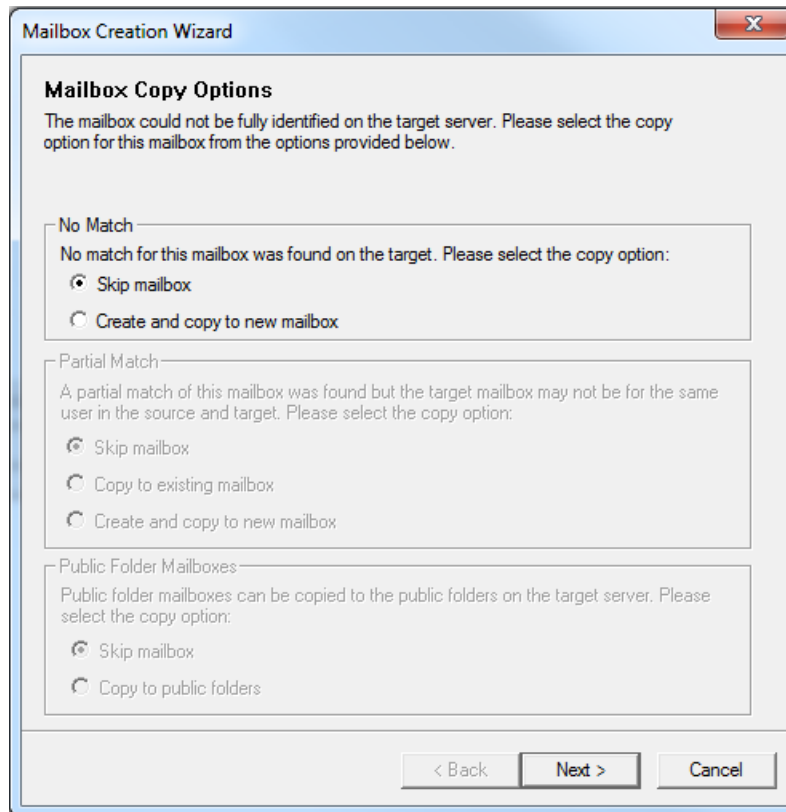 Mailbox Creation Wizard
Mailbox Copy Options
The mailbox could not be fully identified on the target server. Please select the copy
option for this mailbox from the options provided below.
No Match
No match for this mailbox was found on the target. Please select the copy option:
Skip mailbox
Create and copy to new mailbox
Partial Match
A partial match of this mailbox was found but the target mailbox may not be for the same
user in the source and target. Please select the copy option:
Skip mailbox
Copy to existing mailbox
Create and copy to new mailbox
Public Folder Mailboxes
Public folder mailboxes can be copied to the public folders on the target server. Please
select the copy option:
Skip mailbox
Copy to public folders
< Back Next > Cancel